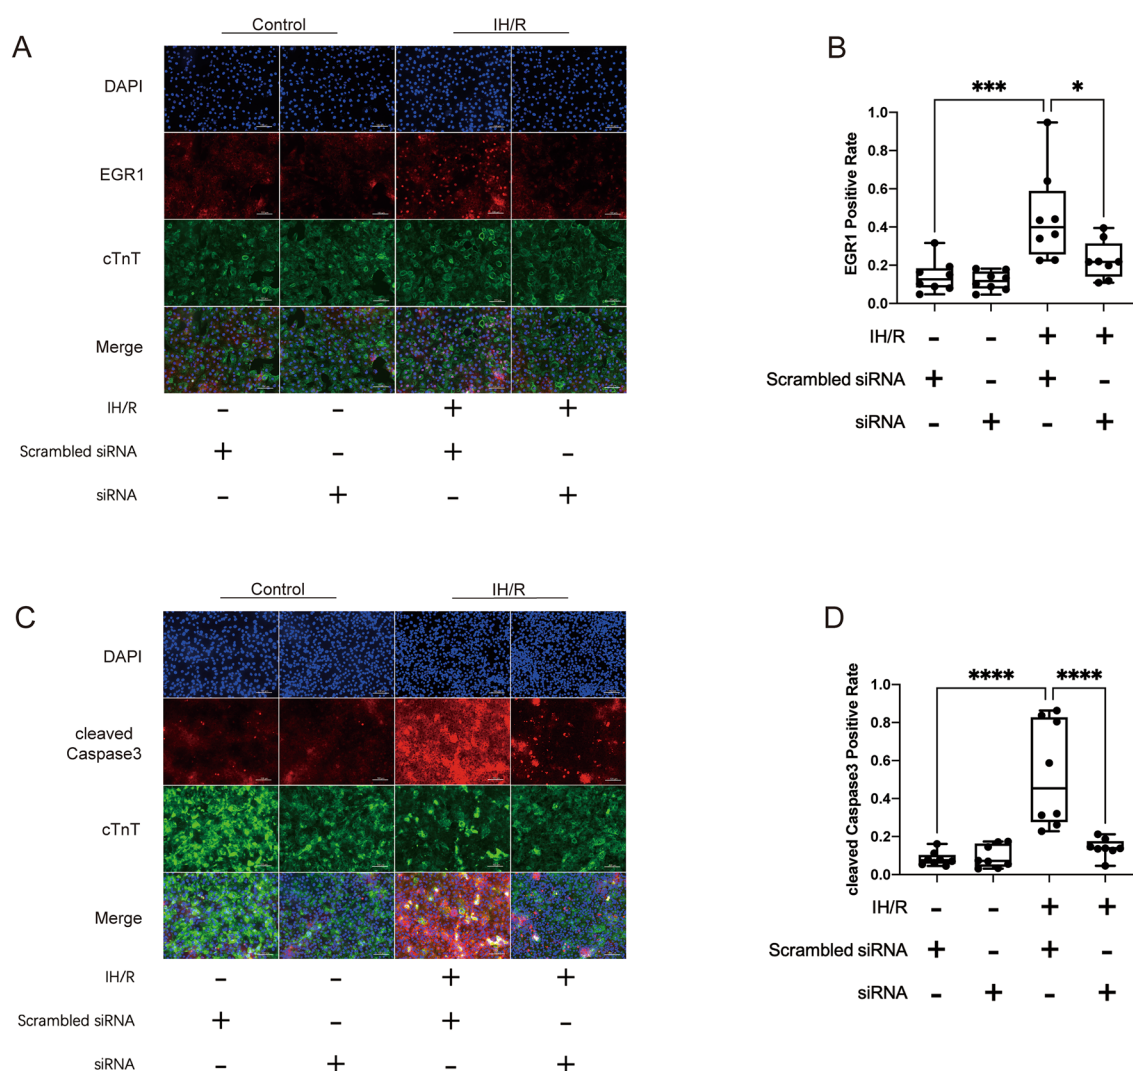 A
Control IH/R
DAPI
EGR1
cTnT
Merge
IH/R - - + +
Scrambled siRNA + - + -
siRNA - + - +
B
*** *
EGR1 Positive Rate
1.0
0.8
0.6
0.4
0.2
0.0
IH/R - - + +
Scrambled siRNA + - + -
siRNA - + - +
C
Control IH/R
DAPI
cleaved
Caspase3
cTnT
Merge
IH/R - - + +
Scrambled siRNA + - + -
siRNA - + - +
D
**** ****
cleaved Caspase3 Positive Rate
1.0
0.8
0.6
0.4
0.2
0.0
IH/R - - + +
Scrambled siRNA + - + -
siRNA - + - +